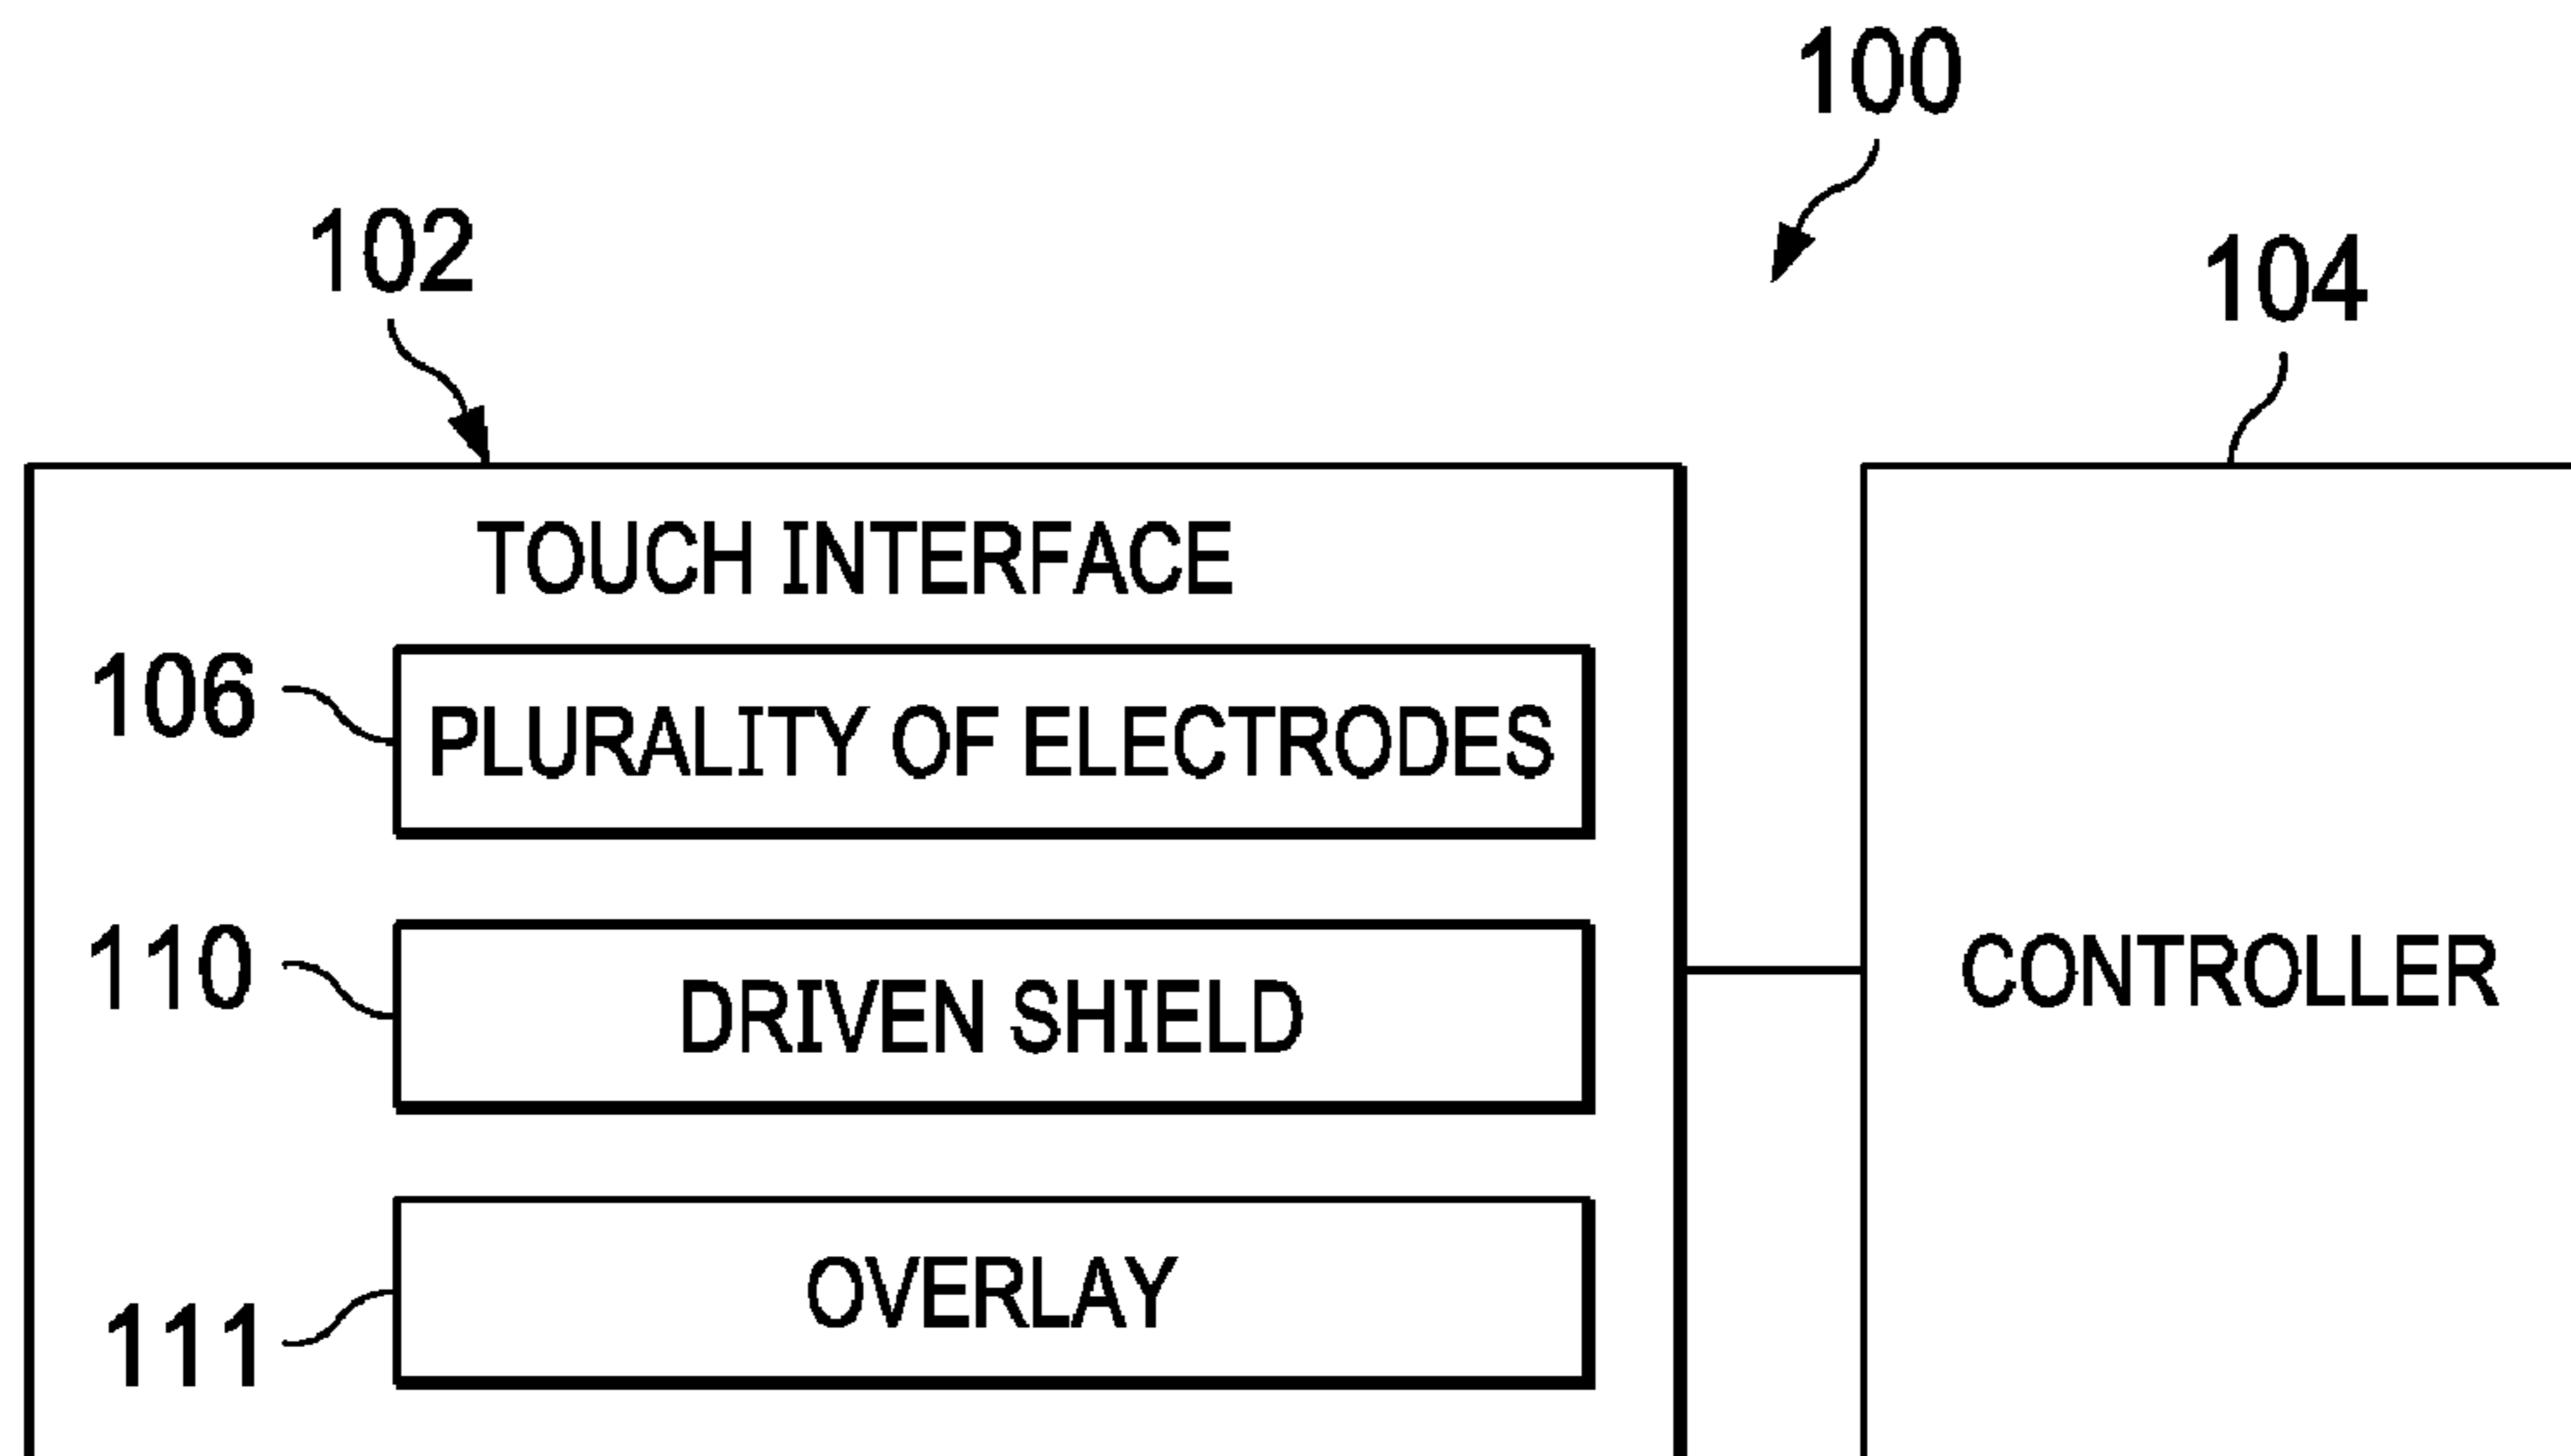 100
102
104
TOUCH INTERFACE
106
PLURALITY OF ELECTRODES
110
DRIVEN SHIELD
CONTROLLER
111
OVERLAY